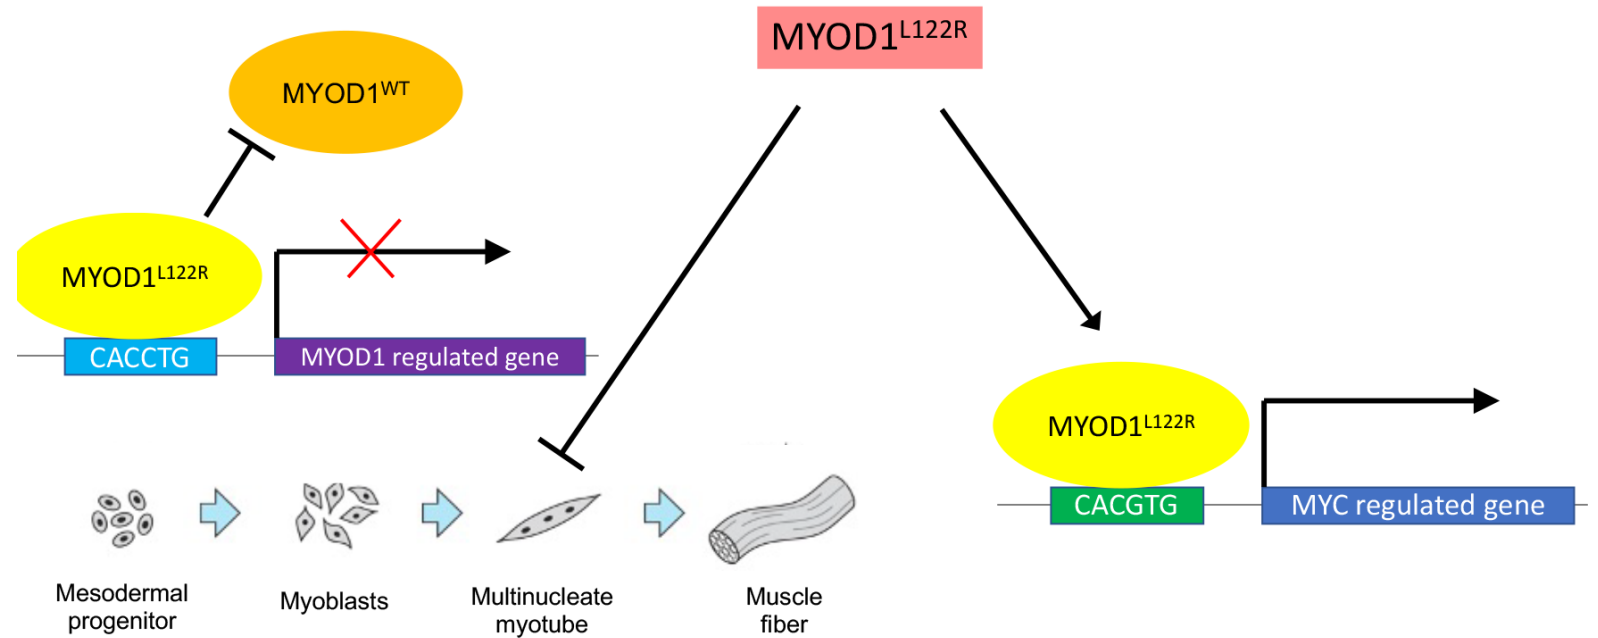 MYOD1L122R
MYOD1WT
MYOD1L122R
CACCTG
MYOD1 regulated gene
MYOD1L122R
CACGTG
MYC regulated gene
Mesodermal
progenitor
Myoblasts
Multinucleate
myotube
Muscle
fiber